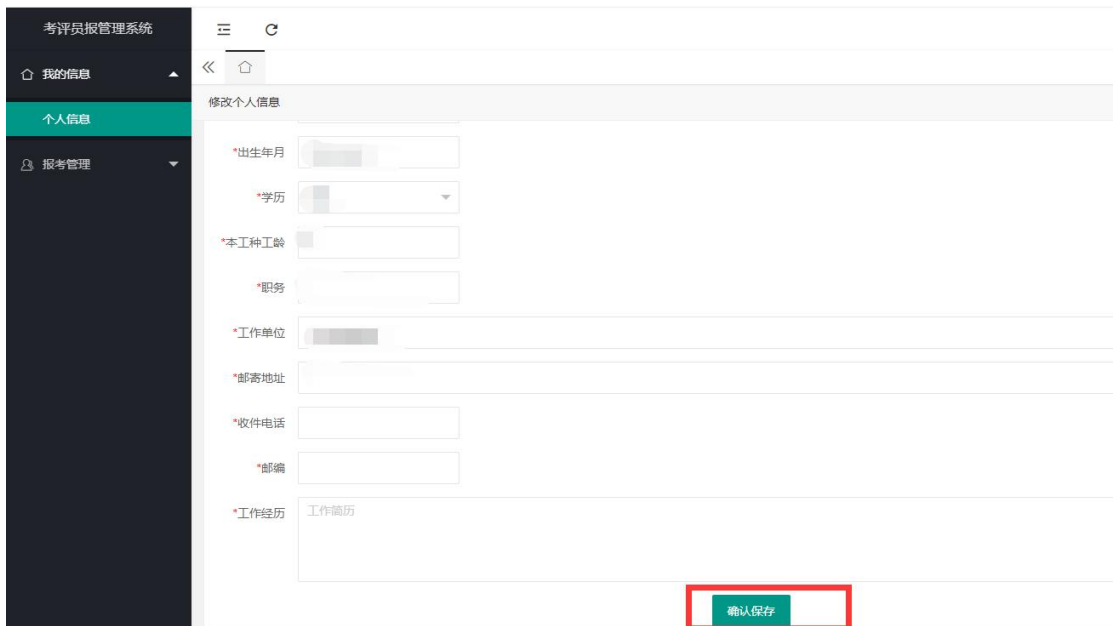 考评员报管理系统
我的信息
个人信息
报考管理
修改个人信息
*出生年月
*学历
*本工种工龄
*职务
*工作单位
*邮寄地址
*收件电话
*邮编
*工作经历
工作简历
确认保存